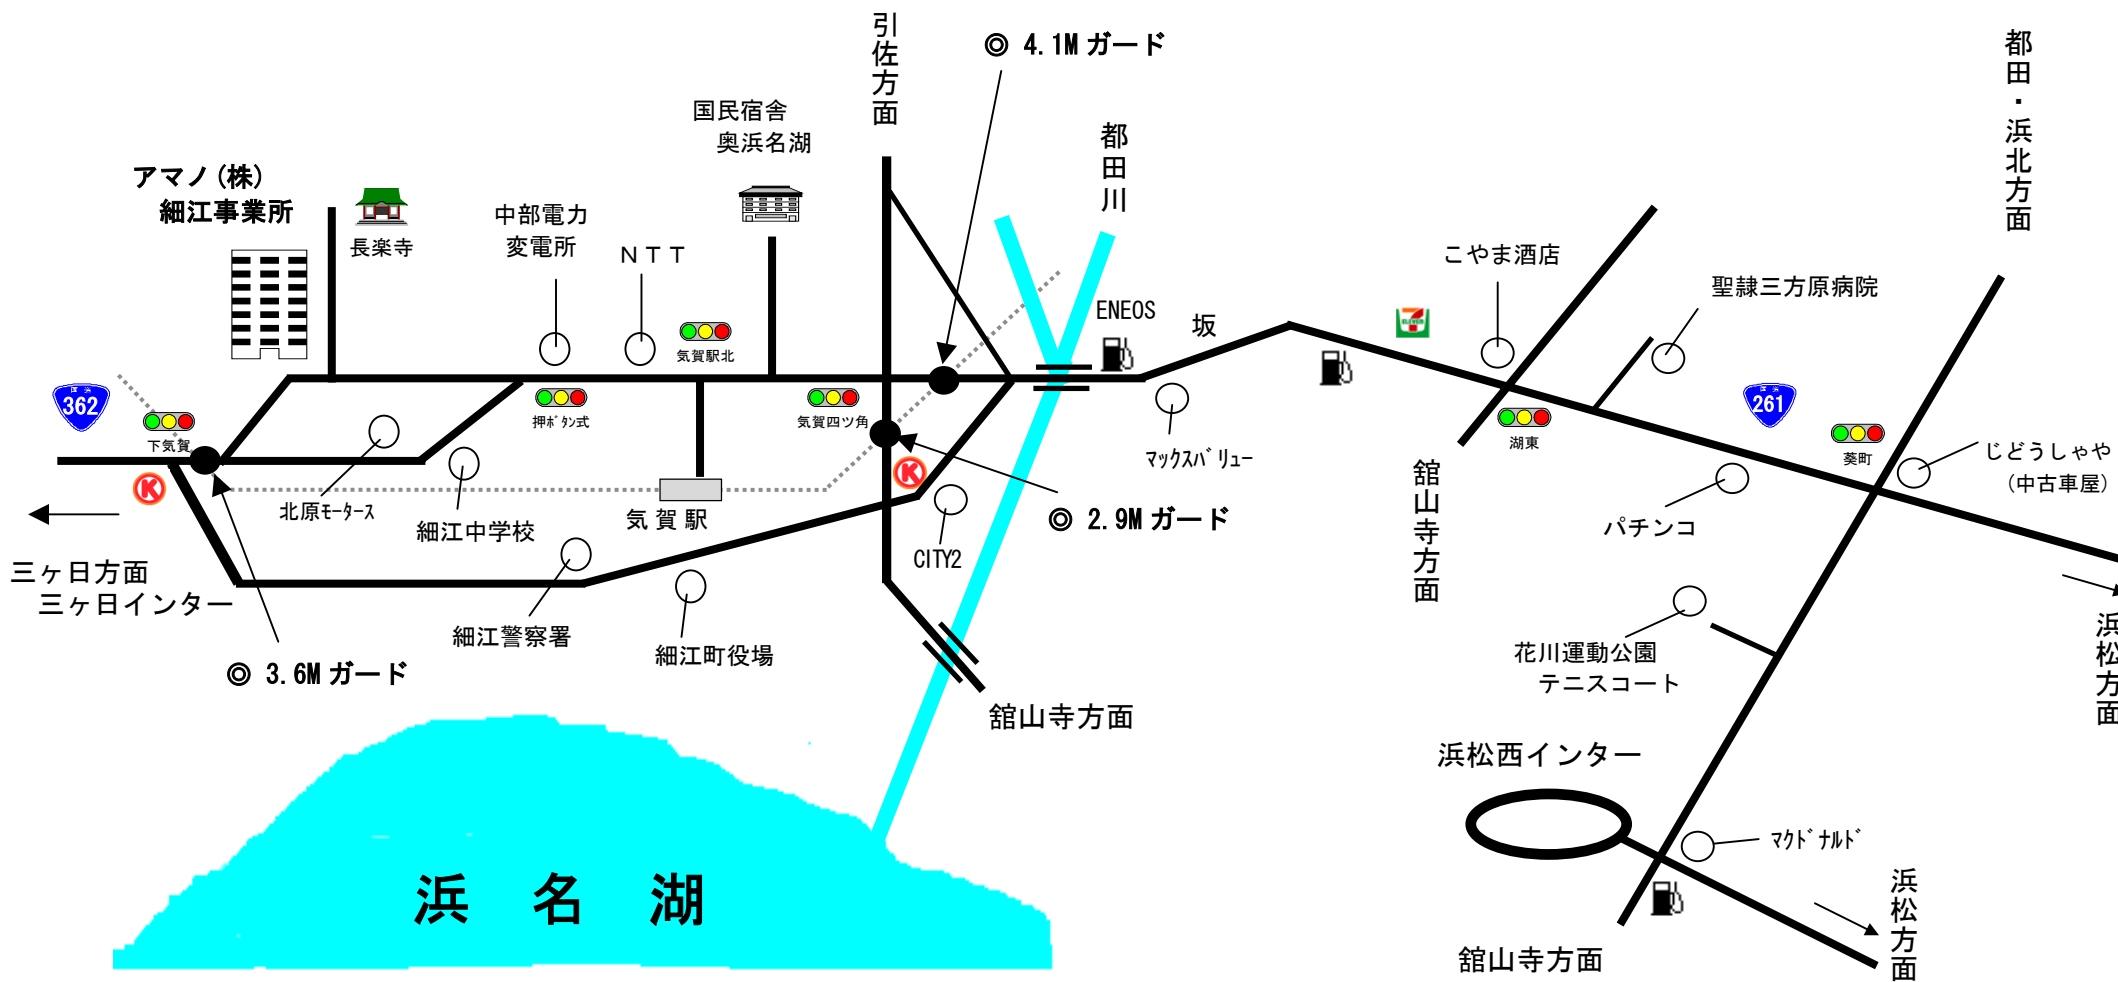 引佐方面
◎ 4.1M ガード
都田・浜北方面
国民宿舎
奥浜名湖
都田川
アマノ(株)
細江事業所
長楽寺
中部電力
変電所
NTT
こやま酒店
聖隷三方原病院
ENEOS
坂
ELEVEN
気賀駅北
国道
362
国道
261
下気賀
押ボタン式
気賀四ツ角
湖東
葵町
じどうしゃや
(中古車屋)
マックスバリュー
K
K
北原モータース
細江中学校
気賀駅
◎ 2.9M ガード
舘山寺方面
パチンコ
CITY2
三ヶ日方面
三ヶ日インター
細江警察署
細江町役場
◎ 3.6M ガード
花川運動公園
テニスコート
浜松方面
舘山寺方面
浜松西インター
マクドナルド
浜名湖
浜松方面
舘山寺方面